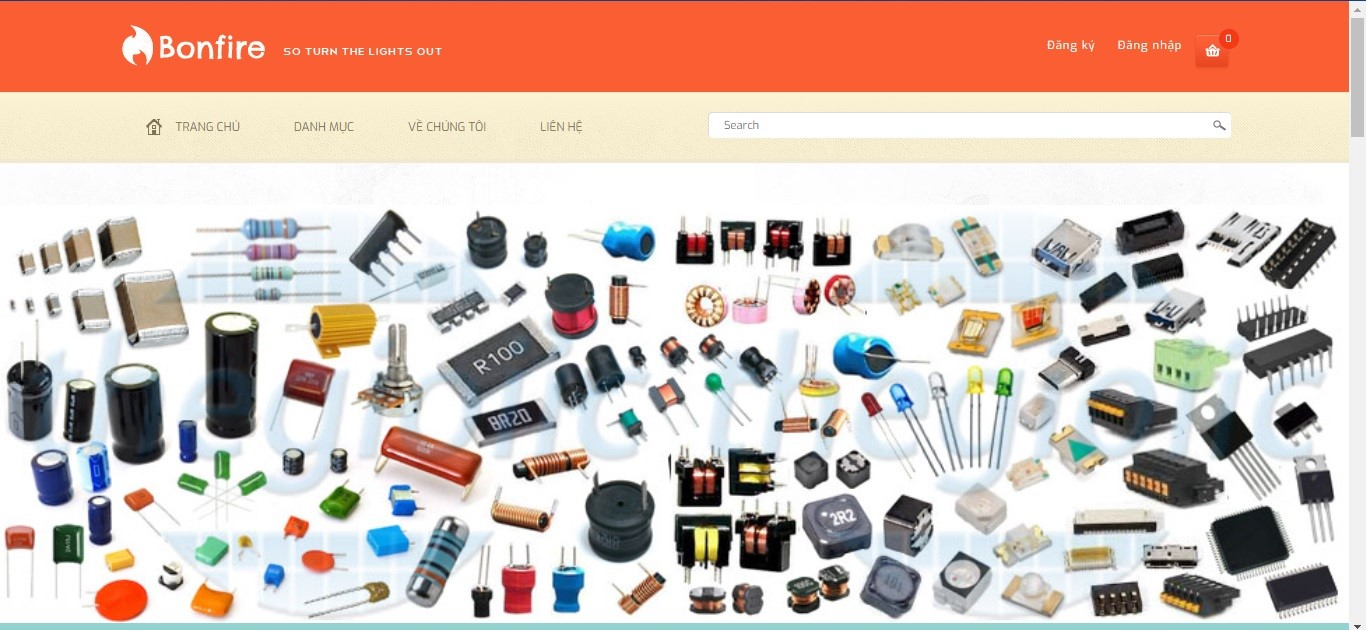 Bonfire SO TURN THE LIGHTS OUT
Đăng ký Đăng nhập 0
TRANG CHỦ DANH MỤC VỀ CHÚNG TÔI LIÊN HỆ
Search
R100
8R20
2R2